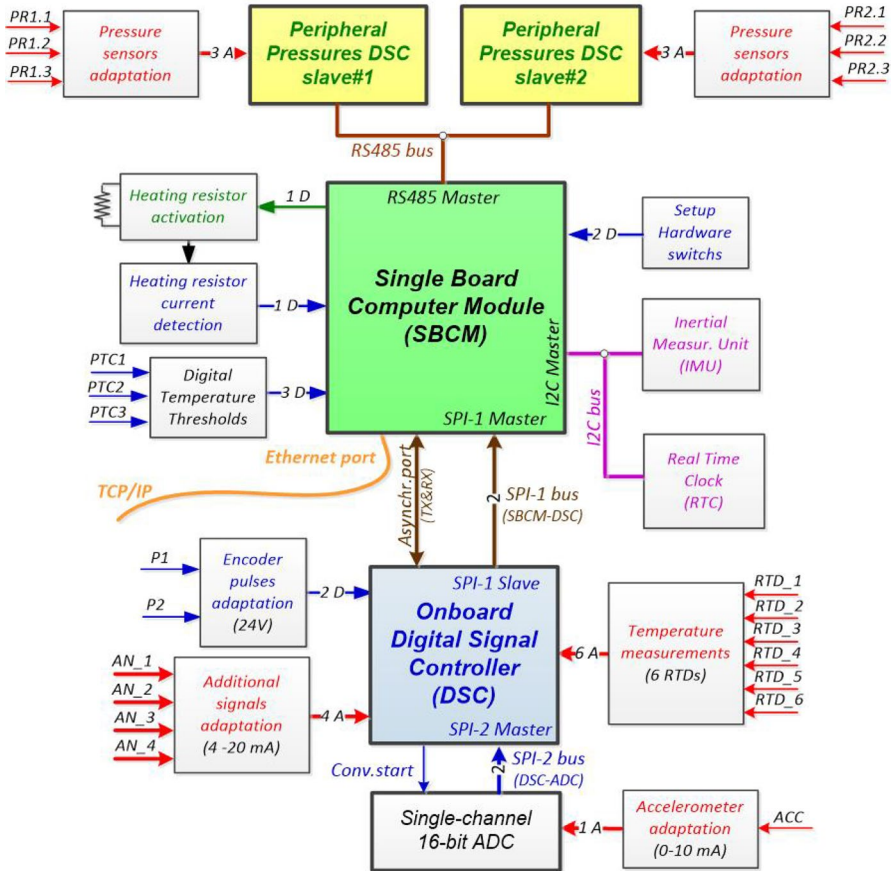 PR1.1
PR1.2
PR1.3
Pressure
sensors
adaptation
3 A
Peripheral
Pressures DSC
slave#1
Peripheral
Pressures DSC
slave#2
3 A
Pressure
sensors
adaptation
PR2.1
PR2.2
PR2.3
RS485 bus
RS485 Master
Heating resistor
activation
1 D
Heating resistor
current
detection
1 D
PTC1
PTC2
PTC3
Digital
Temperature
Thresholds
3 D
Single Board
Computer Module
(SBCM)
I2C Master
SPI-1 Master
2 D
Setup
Hardware
switchs
Inertial
Measur. Unit
(IMU)
I2C bus
Real Time
Clock
(RTC)
Ethernet port
TCP/IP
Asynchr.port
(TX&RX)
2
SPI-1 bus
(SBCM-DSC)
P1
P2
Encoder
pulses
adaptation
(24V)
2 D
AN_1
AN_2
AN_3
AN_4
Additional
signals
adaptation
(4 -20 mA)
4 A
SPI-1 Slave
Onboard
Digital Signal
Controller
(DSC)
SPI-2 Master
6 A
Temperature
measurements
(6 RTDs)
RTD_1
RTD_2
RTD_3
RTD_4
RTD_5
RTD_6
Conv.start
2
SPI-2 bus
(DSC-ADC)
Single-channel
16-bit ADC
1 A
Accelerometer
adaptation
(0-10 mA)
ACC